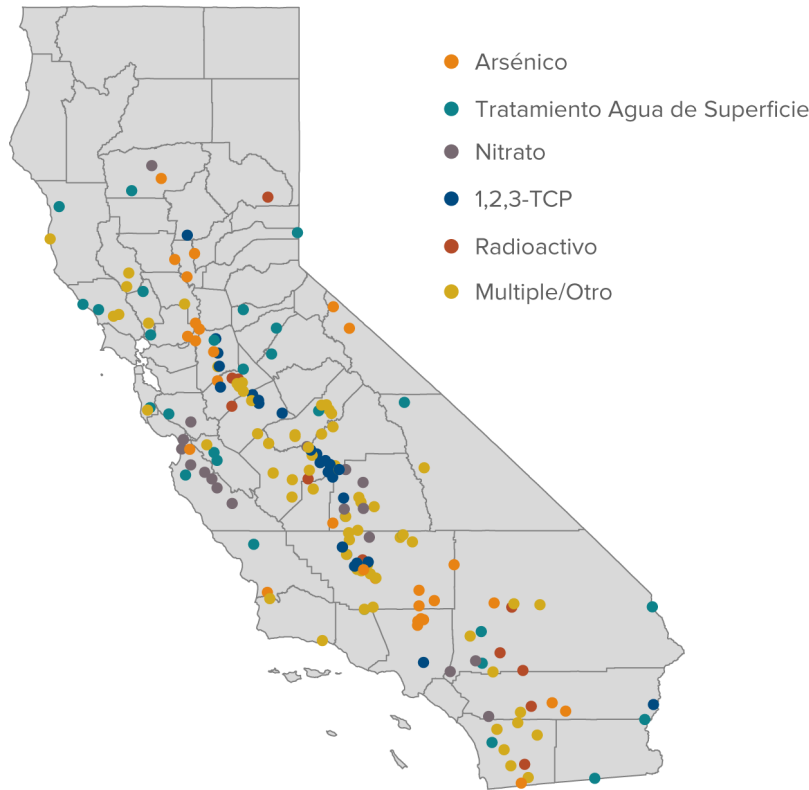 Arsénico
Tratamiento Agua de Superficie
Nitrato
1,2,3-TCP
Radioactivo
Multiple/Otro